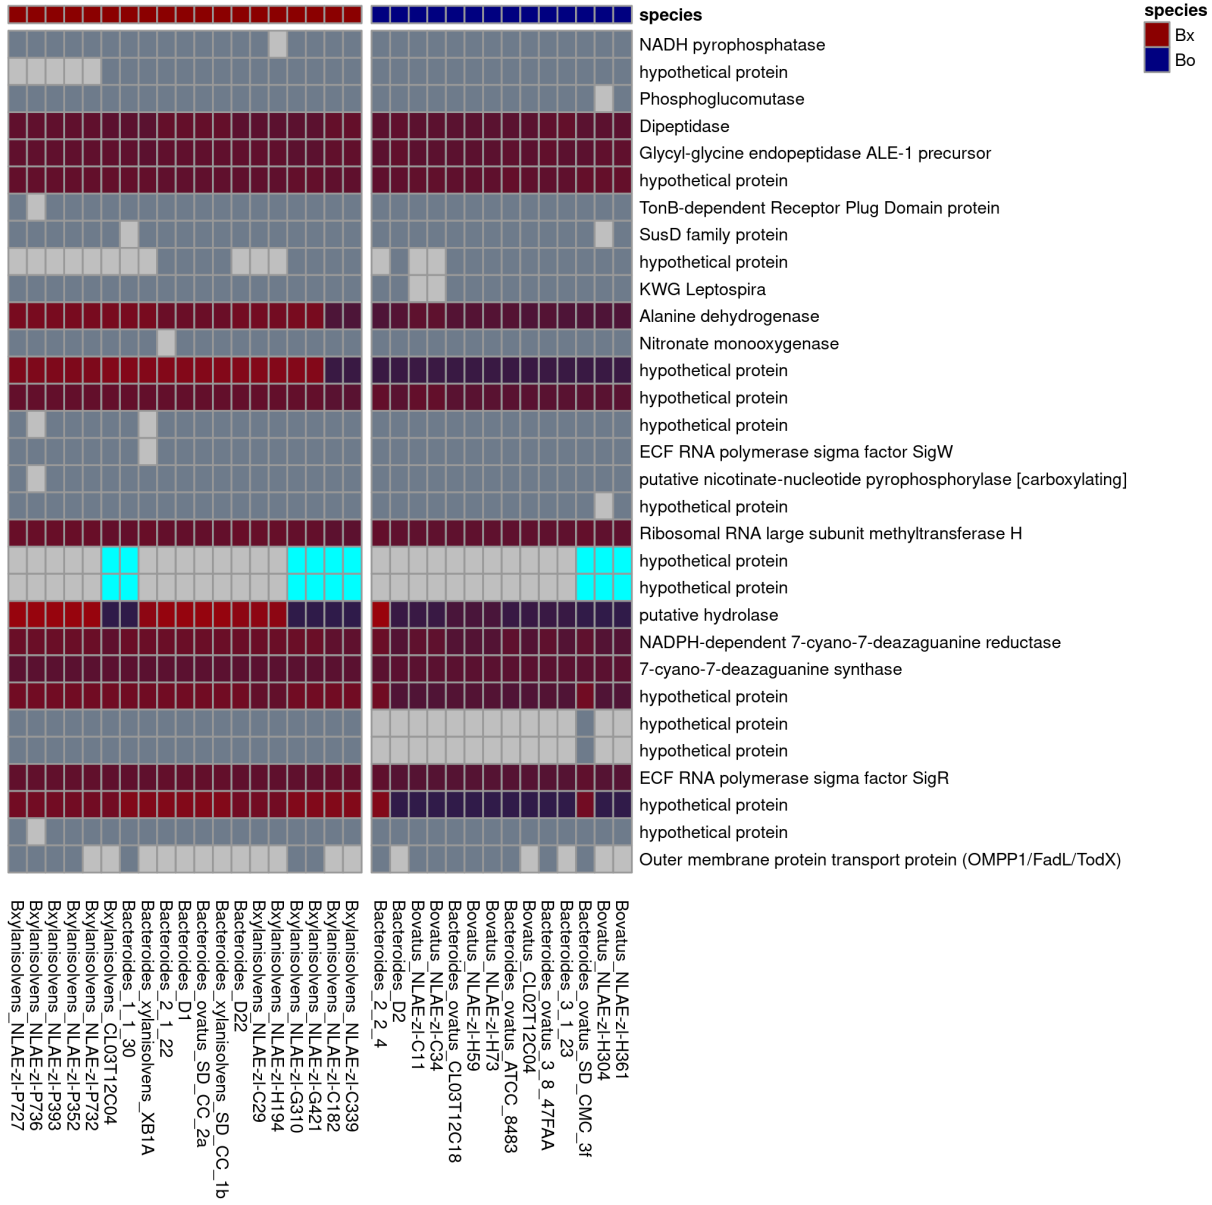 species
species
Bx
Bo
NADH pyrophosphatase
hypothetical protein
Phosphoglucomutase
Dipeptidase
Glycyl-glycine endopeptidase ALE-1 precursor
hypothetical protein
TonB-dependent Receptor Plug Domain protein
SusD family protein
hypothetical protein
KWG Leptospira
Alanine dehydrogenase
Nitronate monooxygenase
hypothetical protein
hypothetical protein
hypothetical protein
ECF RNA polymerase sigma factor SigW
putative nicotinate-nucleotide pyrophosphorylase [carboxylating]
hypothetical protein
Ribosomal RNA large subunit methyltransferase H
hypothetical protein
hypothetical protein
putative hydrolase
NADPH-dependent 7-cyano-7-deazaguanine reductase
7-cyano-7-deazaguanine synthase
hypothetical protein
hypothetical protein
hypothetical protein
ECF RNA polymerase sigma factor SigR
hypothetical protein
hypothetical protein
Outer membrane protein transport protein (OMPP1/FadL/TodX)
Bxylanisolvens_NLAE-zl-P727
Bxylanisolvens_NLAE-zl-P736
Bxylanisolvens_NLAE-zl-P393
Bxylanisolvens_NLAE-zl-P352
Bxylanisolvens_NLAE-zl-P732
Bxylanisolvens_CL03T12C04
Bacteroides_1_1_30
Bacteroides_xylanisolvens_XB1A
Bacteroides_2_1_22
Bacteroides_D1
Bacteroides_ovatus_SD_CC_2a
Bacteroides_xylanisolvens_SD_CC_1b
Bacteroides_D22
Bxylanisolvens_NLAE-zl-C29
Bxylanisolvens_NLAE-zl-H194
Bxylanisolvens_NLAE-zl-G310
Bxylanisolvens_NLAE-zl-G421
Bxylanisolvens_NLAE-zl-C182
Bxylanisolvens_NLAE-zl-C339
Bacteroides_2_2_4
Bacteroides_D2
Bovatus_NLAE-zl-C11
Bovatus_NLAE-zl-C34
Bacteroides_ovatus_CL03T12C18
Bovatus_NLAE-zl-H59
Bovatus_NLAE-zl-H73
Bacteroides_ovatus_ATCC_8483
Bovatus_CL02T12C04
Bacteroides_ovatus_3_8_47FAA
Bacteroides_3_1_23
Bacteroides_ovatus_SD_CMC_3f
Bovatus_NLAE-zl-H304
Bovatus_NLAE-zl-H361